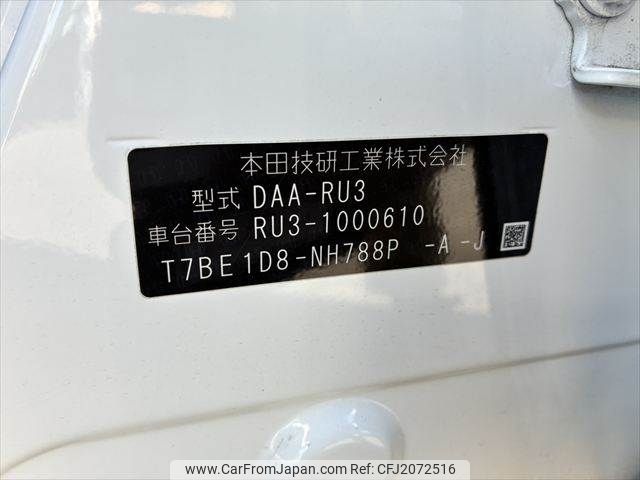 本田技研工業株式会社
型式 DAA-RU3
車台番号 RU3-1000610
T7BE1D8-NH788P -A-J
www.CarFromJapan.com | Ref No. CFJ2072516